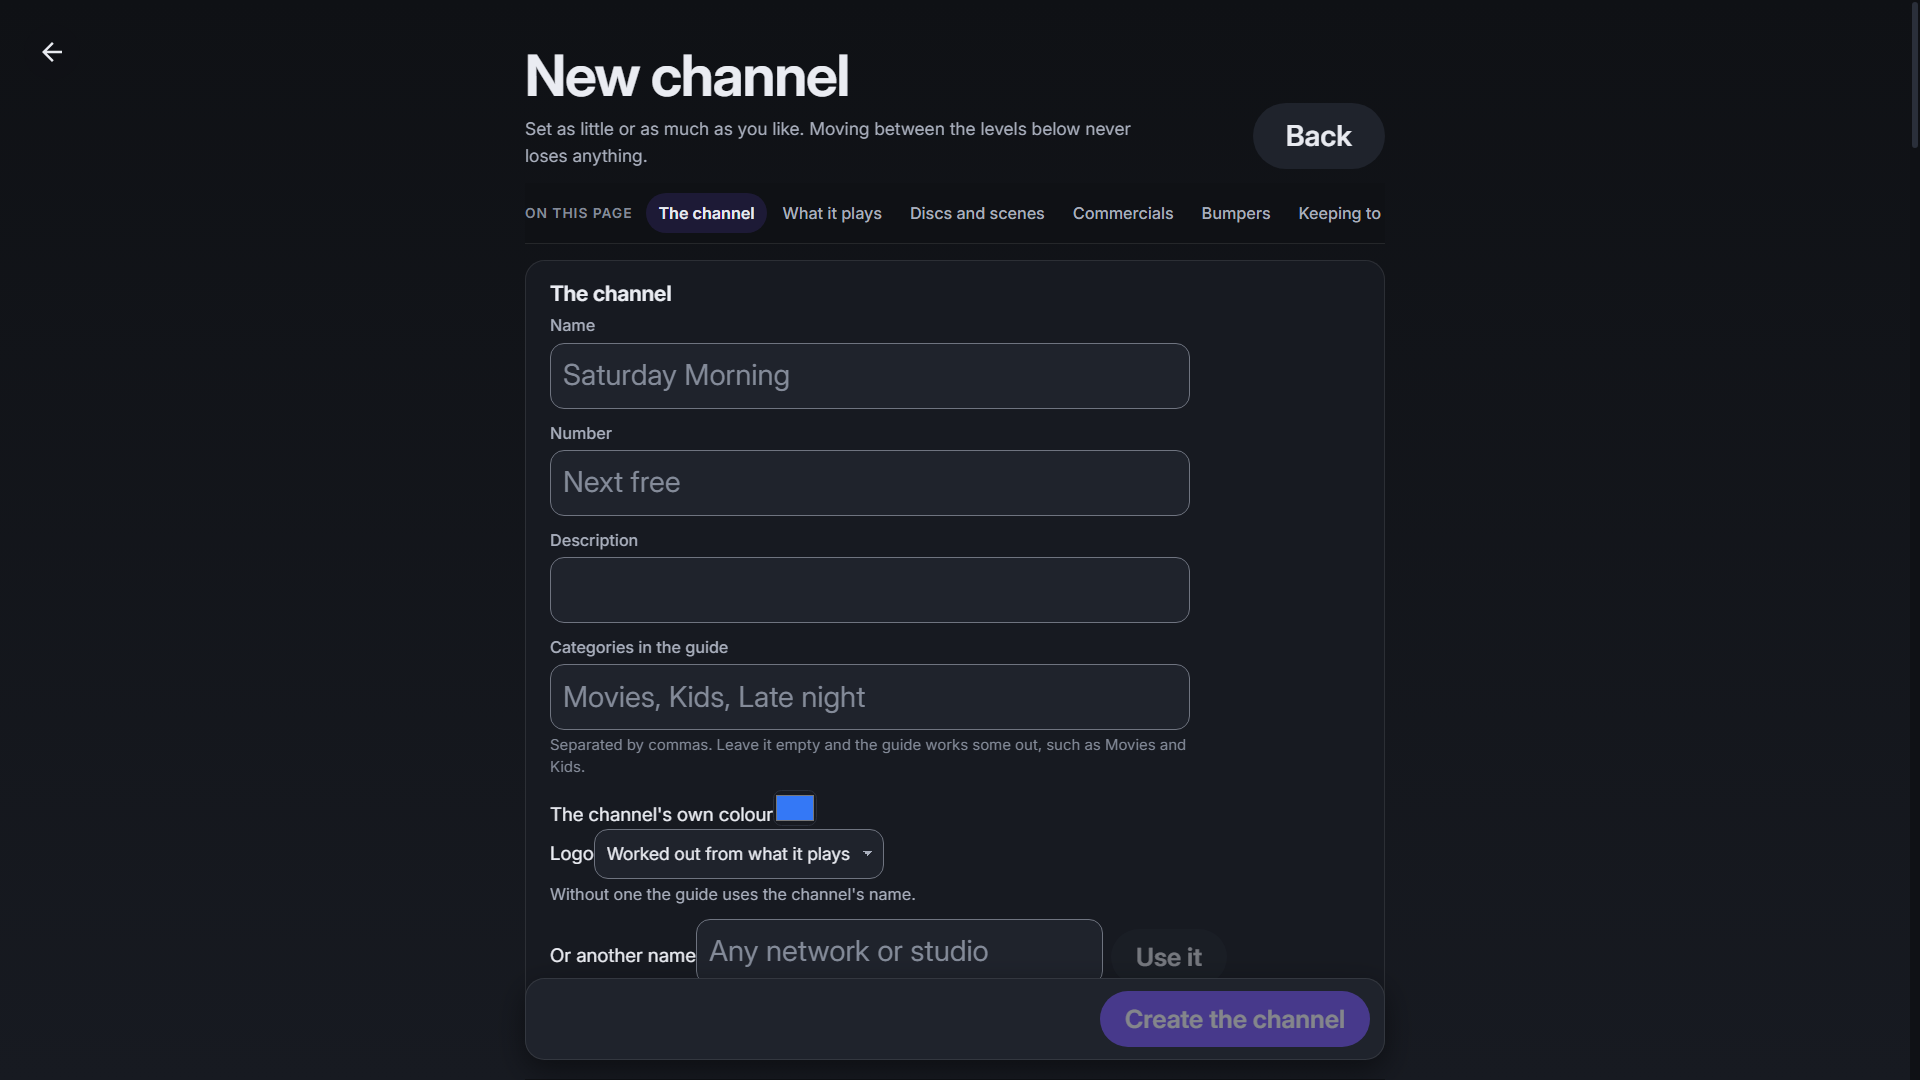 New channel
Set as little or as much as you like. Moving between the levels below never
loses anything.
Back
ON THIS PAGE
The channel
What it plays
Discs and scenes
Commercials
Bumpers
Keeping to
The channel
Name
Saturday Morning
Number
Next free
Description
Categories in the guide
Movies, Kids, Late night
Separated by commas. Leave it empty and the guide works some out, such as Movies and
Kids.
The channel's own colour
Logo
Worked out from what it plays
Without one the guide uses the channel's name.
Or another name
Any network or studio
Use it
Create the channel